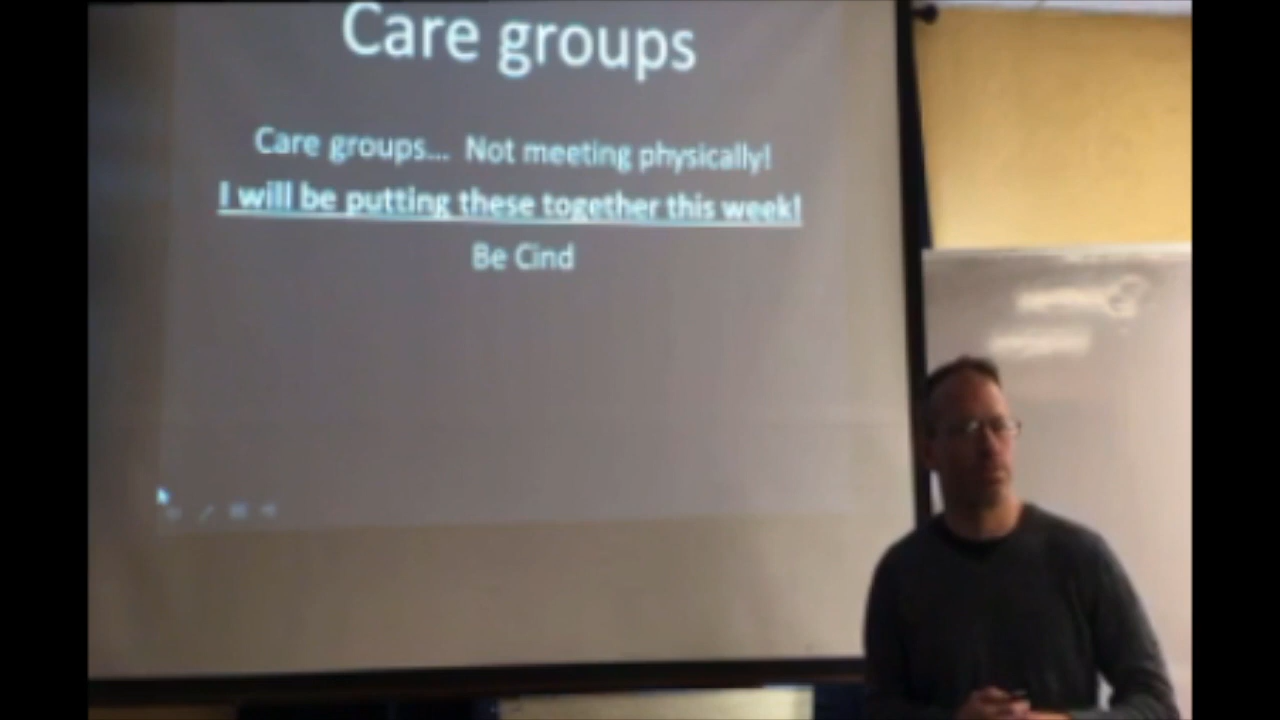 Care groups
Care groups... Not meeting physically!
I will be putting these together this week!
Be Cind